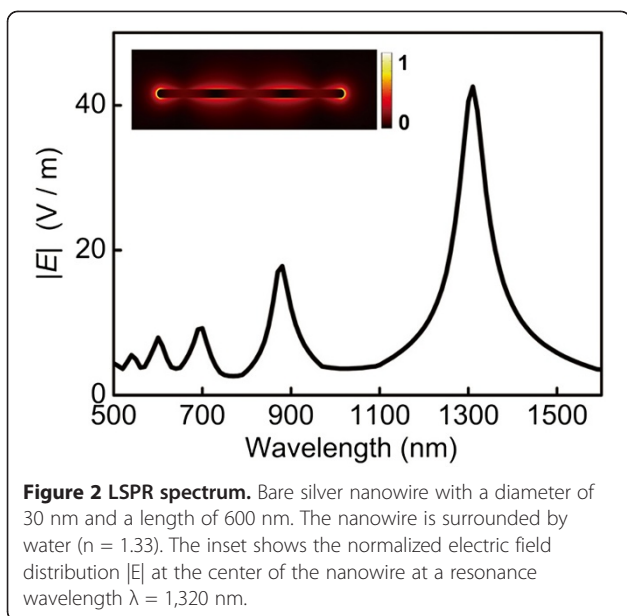 1
0
40
20
0
|E| (V / m)
500 700 900 1100 1300 1500
Wavelength (nm)
Figure 2 LSPR spectrum. Bare silver nanowire with a diameter of
30 nm and a length of 600 nm. The nanowire is surrounded by
water (n = 1.33). The inset shows the normalized electric field
distribution |E| at the center of the nanowire at a resonance
wavelength λ = 1,320 nm.